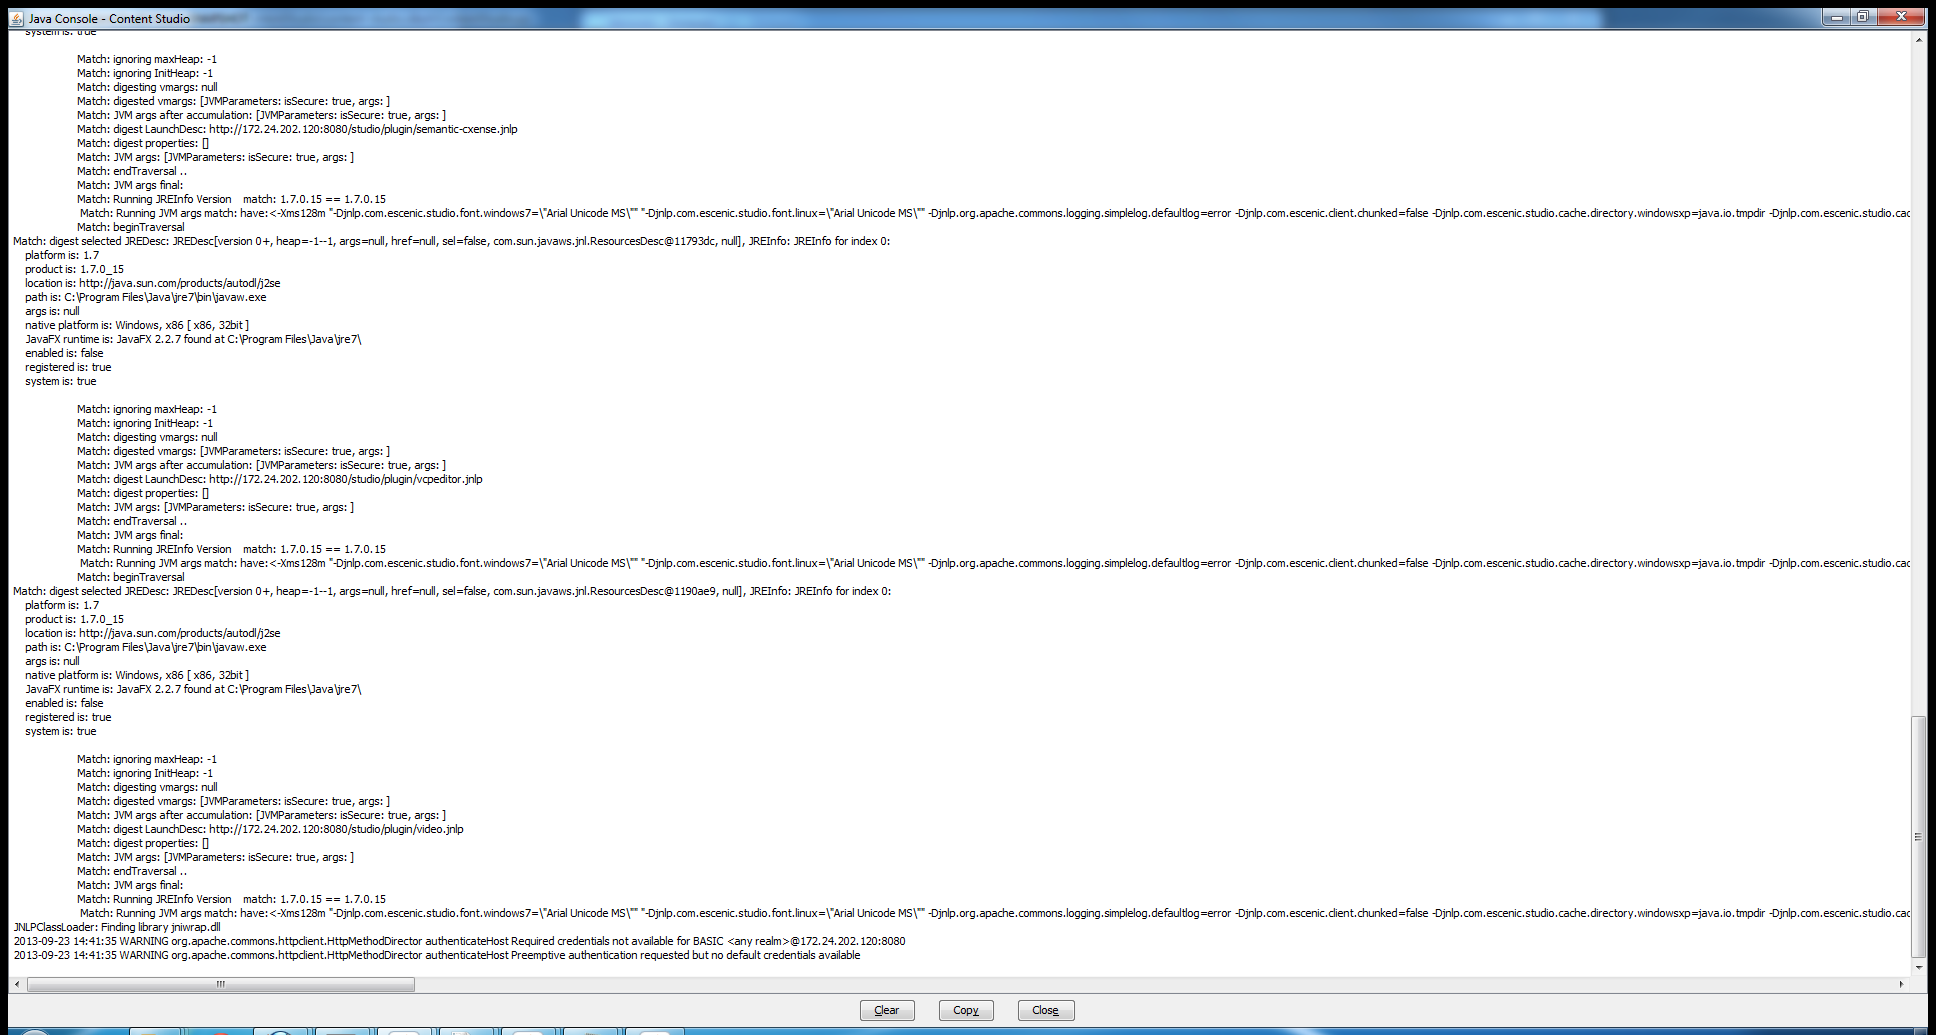 Java Console - Content Studio
system is: true
Match: ignoring maxHeap: -1
Match: ignoring InitHeap: -1
Match: digesting vmargs: null
Match: digested vmargs: [JVMParameters: isSecure: true, args: ]
Match: JVM args after accumulation: [JVMParameters: isSecure: true, args: ]
Match: digest LaunchDesc: http://172.24.202.120:8080/studio/plugin/semantic-cxense.jnlp
Match: digest properties: []
Match: JVM args: [JVMParameters: isSecure: true, args: ]
Match: endTraversal ..
Match: JVM args final:
Match: Running JREInfo Version    match: 1.7.0.15 == 1.7.0.15
Match: Running JVM args match: have:<-Xms128m "-Djnlp.com.escenic.studio.font.windows7=\"Arial Unicode MS\"" "-Djnlp.com.escenic.studio.font.linux=\"Arial Unicode MS\"" -Djnlp.org.apache.commons.logging.simplelog.defaultlog=error -Djnlp.com.escenic.client.chunked=false -Djnlp.com.escenic.studio.cache.directory.windowsxp=java.io.tmpdir -Djnlp.com.escenic.studio.cac
Match: beginTraversal
Match: digest selected JREDesc: JREDesc[version 0+, heap=-1--1, args=null, href=null, sel=false, com.sun.javaws.jnl.ResourcesDesc@11793dc, null], JREInfo: JREInfo for index 0:
platform is: 1.7
product is: 1.7.0_15
location is: http://java.sun.com/products/autodl/j2se
path is: C:\Program Files\Java\jre7\bin\javaw.exe
args is: null
native platform is: Windows, x86 [ x86, 32bit ]
JavaFX runtime is: JavaFX 2.2.7 found at C:\Program Files\Java\jre7\
enabled is: false
registered is: true
system is: true
Match: ignoring maxHeap: -1
Match: ignoring InitHeap: -1
Match: digesting vmargs: null
Match: digested vmargs: [JVMParameters: isSecure: true, args: ]
Match: JVM args after accumulation: [JVMParameters: isSecure: true, args: ]
Match: digest LaunchDesc: http://172.24.202.120:8080/studio/plugin/vcpeditor.jnlp
Match: digest properties: []
Match: JVM args: [JVMParameters: isSecure: true, args: ]
Match: endTraversal ..
Match: JVM args final:
Match: Running JREInfo Version    match: 1.7.0.15 == 1.7.0.15
Match: Running JVM args match: have:<-Xms128m "-Djnlp.com.escenic.studio.font.windows7=\"Arial Unicode MS\"" "-Djnlp.com.escenic.studio.font.linux=\"Arial Unicode MS\"" -Djnlp.org.apache.commons.logging.simplelog.defaultlog=error -Djnlp.com.escenic.client.chunked=false -Djnlp.com.escenic.studio.cache.directory.windowsxp=java.io.tmpdir -Djnlp.com.escenic.studio.cac
Match: beginTraversal
Match: digest selected JREDesc: JREDesc[version 0+, heap=-1--1, args=null, href=null, sel=false, com.sun.javaws.jnl.ResourcesDesc@1190ae9, null], JREInfo: JREInfo for index 0:
platform is: 1.7
product is: 1.7.0_15
location is: http://java.sun.com/products/autodl/j2se
path is: C:\Program Files\Java\jre7\bin\javaw.exe
args is: null
native platform is: Windows, x86 [ x86, 32bit ]
JavaFX runtime is: JavaFX 2.2.7 found at C:\Program Files\Java\jre7\
enabled is: false
registered is: true
system is: true
Match: ignoring maxHeap: -1
Match: ignoring InitHeap: -1
Match: digesting vmargs: null
Match: digested vmargs: [JVMParameters: isSecure: true, args: ]
Match: JVM args after accumulation: [JVMParameters: isSecure: true, args: ]
Match: digest LaunchDesc: http://172.24.202.120:8080/studio/plugin/video.jnlp
Match: digest properties: []
Match: JVM args: [JVMParameters: isSecure: true, args: ]
Match: endTraversal ..
Match: JVM args final:
Match: Running JREInfo Version    match: 1.7.0.15 == 1.7.0.15
Match: Running JVM args match: have:<-Xms128m "-Djnlp.com.escenic.studio.font.windows7=\"Arial Unicode MS\"" "-Djnlp.com.escenic.studio.font.linux=\"Arial Unicode MS\"" -Djnlp.org.apache.commons.logging.simplelog.defaultlog=error -Djnlp.com.escenic.client.chunked=false -Djnlp.com.escenic.studio.cache.directory.windowsxp=java.io.tmpdir -Djnlp.com.escenic.studio.cac
JNLPClassLoader: Finding library jniwrap.dll
2013-09-23 14:41:35 WARNING org.apache.commons.httpclient.HttpMethodDirector authenticateHost Required credentials not available for BASIC <any realm>@172.24.202.120:8080
2013-09-23 14:41:35 WARNING org.apache.commons.httpclient.HttpMethodDirector authenticateHost Preemptive authentication requested but no default credentials available
Clear Copy Close